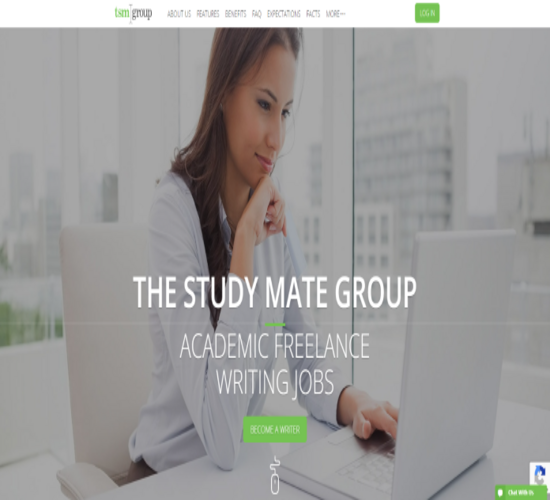 tsm group
ABOUT US FEATURES BENEFITS FAQ EXPECTATIONS FACTS MORE
LOG IN
THE STUDY MATE GROUP
ACADEMIC FREELANCE
WRITING JOBS
BECOME A WRITER
Chat With Us